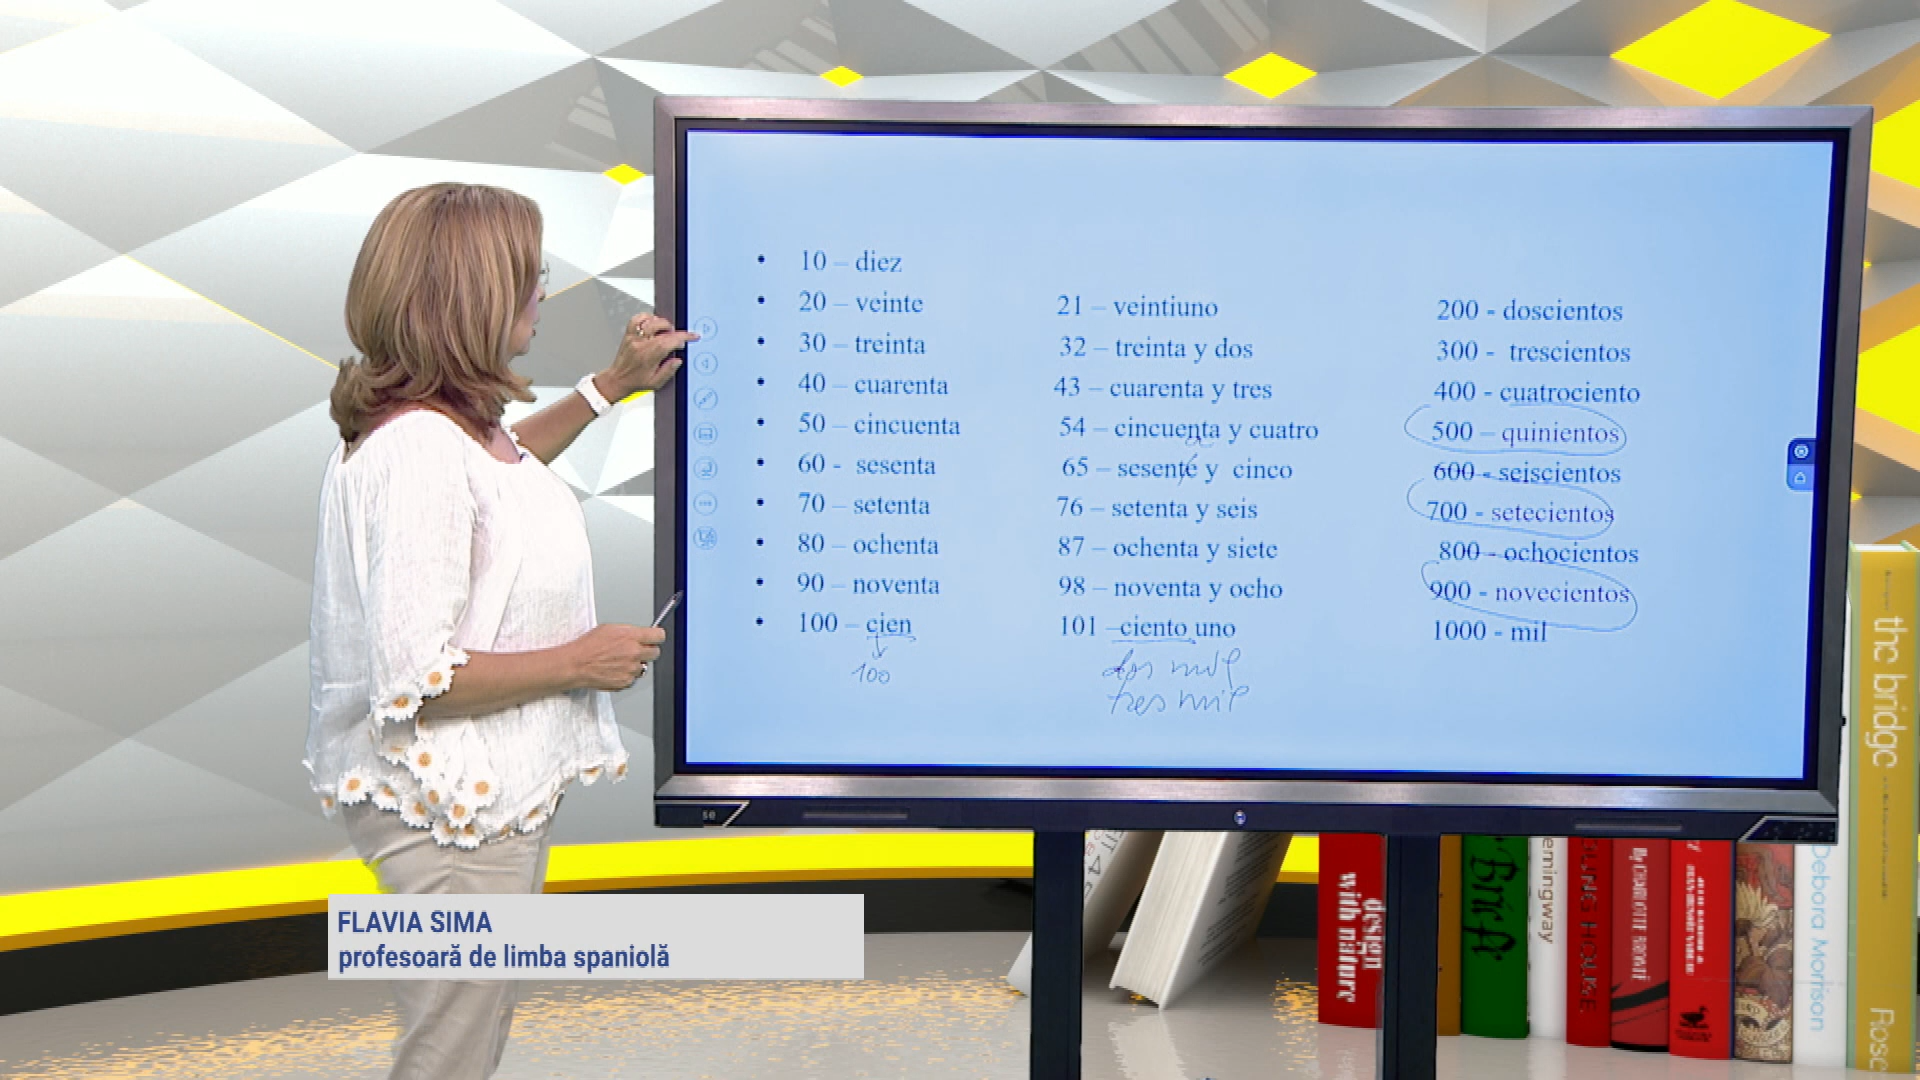 10 – diez
20 – veinte
30 – treinta
40 – cuarenta
50 – cincuenta
60 - sesenta
70 – setenta
80 – ochenta
90 – noventa
100 – cien
100
21 – veintiuno
32 – treinta y dos
43 – cuarenta y tres
54 – cincuenta y cuatro
a
65 – sesente y cinco
76 – setenta y seis
87 – ochenta y siete
98 – noventa y ocho
101 – ciento uno
dos mil
tres mil
200 - doscientos
300 - trescientos
400 - cuatrociento
500 – quinientos
600 - seiscientos
700 - setecientos
800 - ochocientos
900 - novecientos
1000 - mil
se
FLAVIA SIMA
profesoară de limba spaniolă
design
with nature
Debora Morrison
the bridge